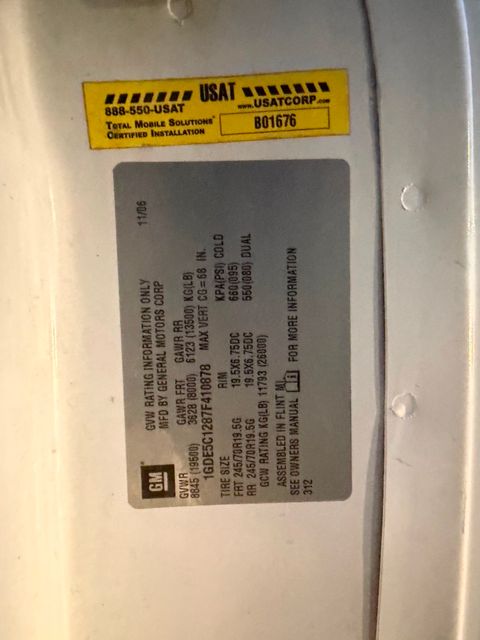 USAT
888-550-USAT
www.USATCORP.com
TOTAL MOBILE SOLUTIONS
CERTIFIED INSTALLATION
B01676
GM
GVW RATING INFORMATION ONLY 11/06
MFD BY GENERAL MOTORS CORP
GVWR GAWR FRT GAWR RR
8845 (19500) 3628 (8000) 6123 (13500) KG(LB)
1GDE5C1287F410878 MAX VERT CG=68 IN.
TIRE SIZE RIM KPA(PSI) COLD
FRT 245/70R19.5G 19.5X6.75DC 660(095)
RR 245/70R19.5G 19.5X6.75DC 550(080) DUAL
GCW RATING KG(LB) 11793 (26000)
ASSEMBLED IN FLINT MI
SEE OWNERS MANUAL i FOR MORE INFORMATION
312